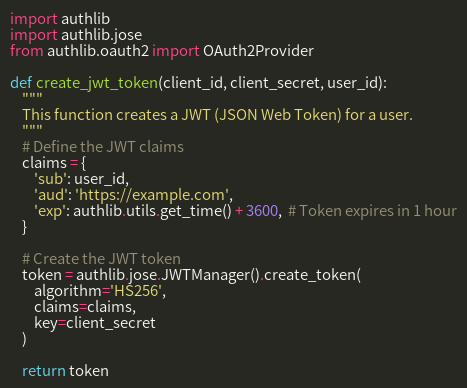 import authlib
import authlib.jose
from authlib.oauth2 import OAuth2Provider

def create_jwt_token(client_id, client_secret, user_id):
    """
    This function creates a JWT (JSON Web Token) for a user.
    """
    # Define the JWT claims
    claims = {
        'sub': user_id,
        'aud': 'https://example.com',
        'exp': authlib.utils.get_time() + 3600,  # Token expires in 1 hour
    }

    # Create the JWT token
    token = authlib.jose.JWTManager().create_token(
        algorithm='HS256',
        claims=claims,
        key=client_secret
    )

    return token